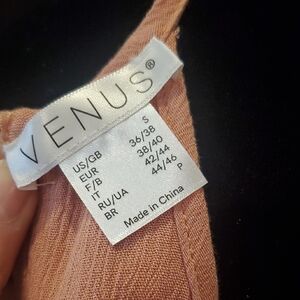 VENUS®
S
US/GB 36/38
EUR 38/40
F/B 42/44
IT 44/46
RU/UA P
BR
Made in China